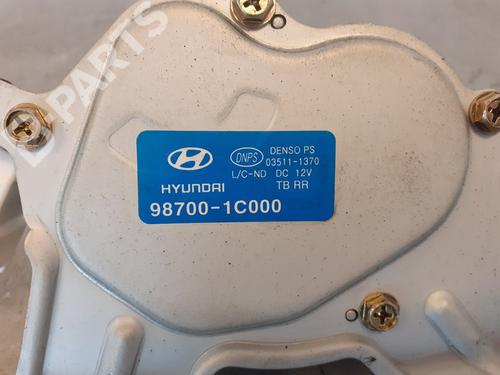 B PARTS
DNPS
DENSO PS
03511-1370
L/C-ND DC 12V
HYUNDAI
TB RR
98700-1C000